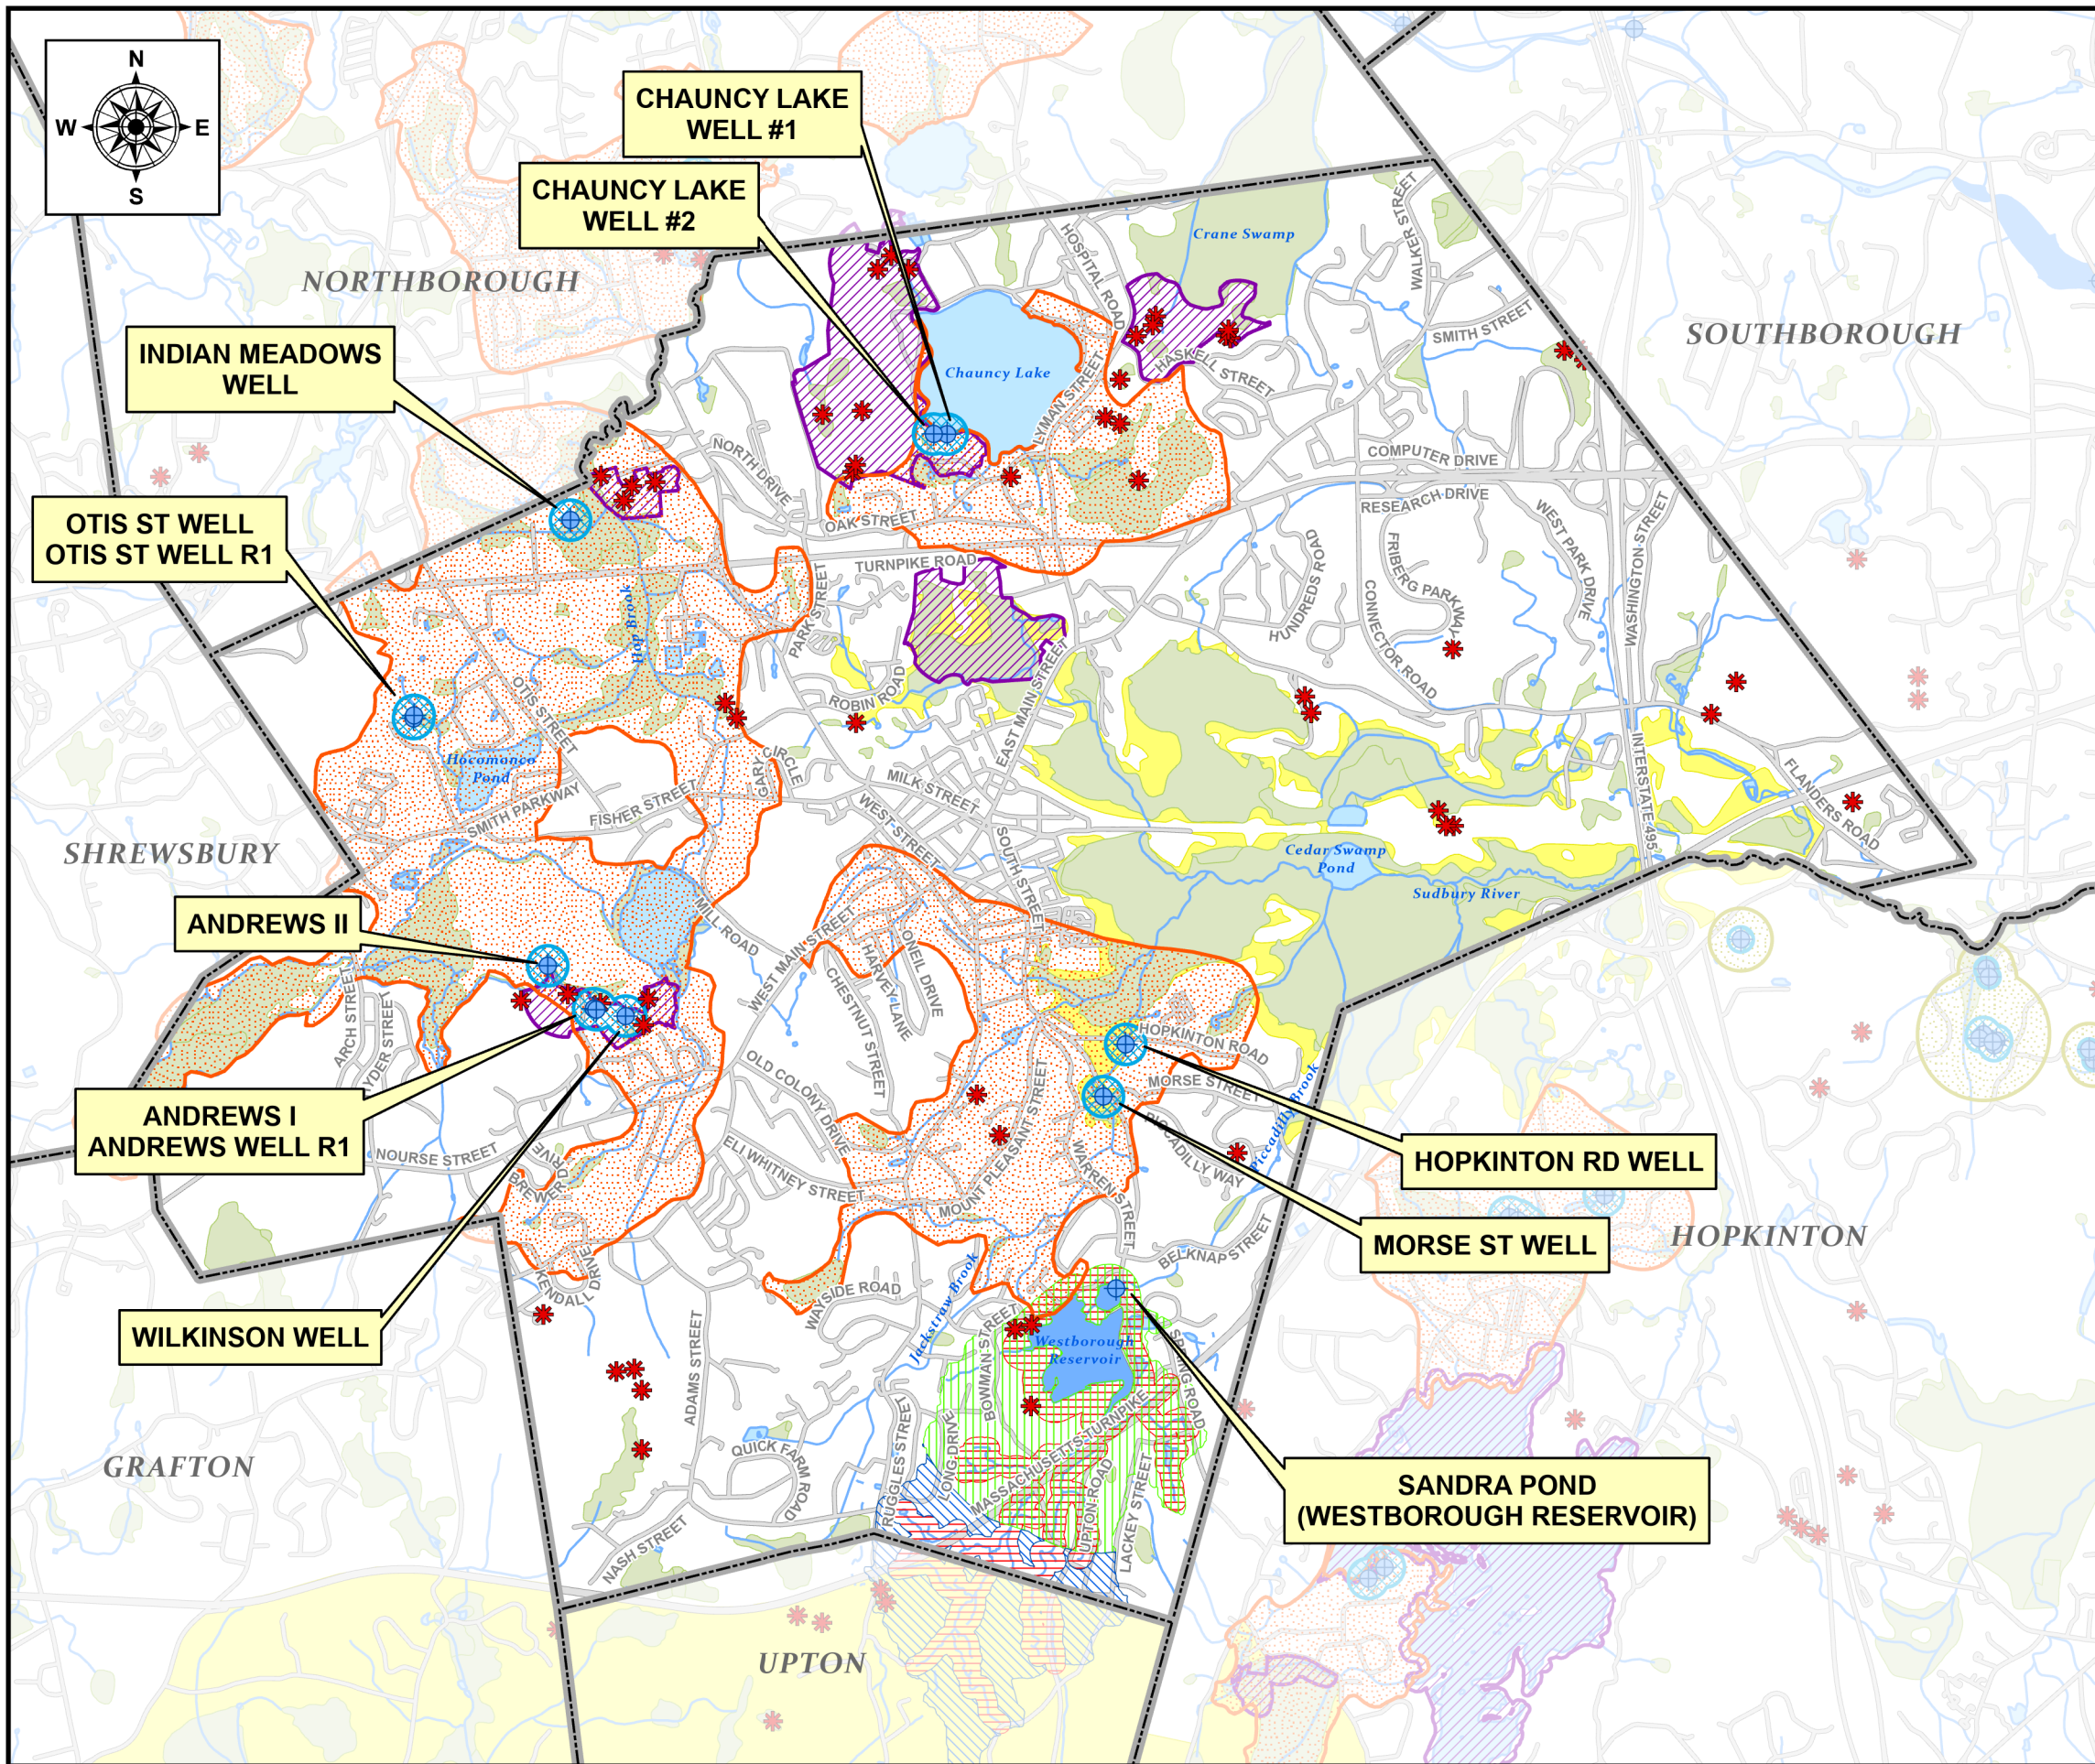 N
W
E
S
CHAUNCY LAKE
WELL #1
CHAUNCY LAKE
WELL #2
INDIAN MEADOWS
WELL
OTIS ST WELL
OTIS ST WELL R1
ANDREWS II
ANDREWS I
ANDREWS WELL R1
WILKINSON WELL
HOPKINTON RD WELL
MORSE ST WELL
SANDRA POND
(WESTBOROUGH RESERVOIR)
NORTHBOROUGH
SOUTHBOROUGH
SHREWSBURY
GRAFTON
UPTON
HOPKINTON
Crane Swamp
Chauncy Lake
Hop Brook
Hocomonco
Pond
Cedar Swamp
Pond
Sudbury River
Piccadilly Brook
Jackstraw Brook
Westborough
Reservoir
HOSPITAL ROAD
WALKER STREET
SMITH STREET
HASKELL STREET
LYMAN STREET
NORTH DRIVE
OAK STREET
TURNPIKE ROAD
COMPUTER DRIVE
RESEARCH DRIVE
WEST PARK DRIVE
WASHINGTON STREET
FRIBERG PARKWAY
HUNDREDS ROAD
CONNECTOR ROAD
PARK STREET
ROBIN ROAD
OTIS STREET
EAST MAIN STREET
GARY CIRCLE
MILK STREET
WEST STREET
SOUTH STREET
SMITH PARKWAY
FISHER STREET
INTERSTATE 495
FLANDERS ROAD
MILL ROAD
WEST MAIN STREET
HARVEY LANE
ONEIL DRIVE
CHESTNUT STREET
ARCH STREET
YDER STREET
OLD COLONY DRIVE
ELI WHITNEY STREET
MOUNT PLEASANT STREET
HOPKINTON ROAD
MORSE STREET
PICCADILLY WAY
WARREN STREET
BELKNAP STREET
NOURSE STREET
BREWER DRIVE
KENDALL DRIVE
WAYSIDE ROAD
ADAMS STREET
BOWMAN STREET
SPRING ROAD
QUICK FARM ROAD
RUGGLES STREET
LONG DRIVE
MASSACHUSETTS TURNPIKE
UPTON ROAD
LACKEY STREET
NASH STREET